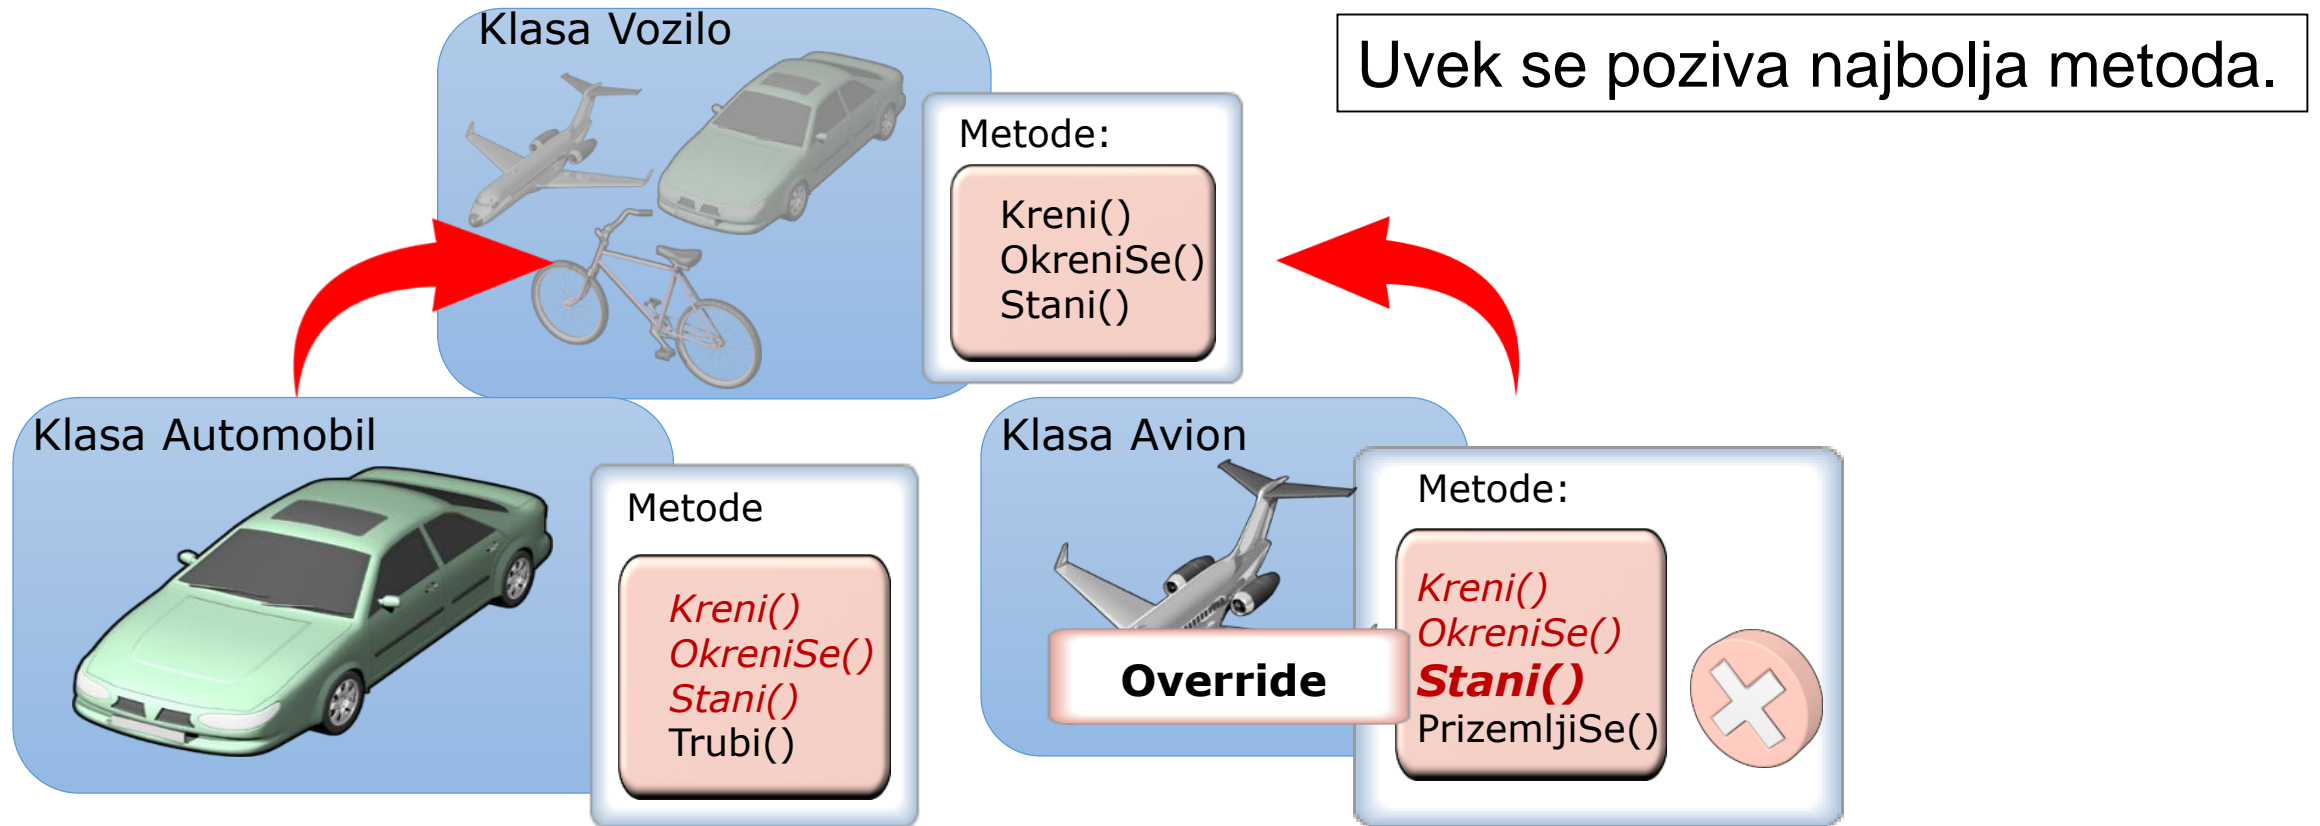 Klasa Vozilo
Uvek se poziva najbolja metoda.
Metode:
Kreni()
OkreniSe()
Stani()
Klasa Automobil
Metode
Kreni()
OkreniSe()
Stani()
Trubi()
Klasa Avion
Metode:
Kreni()
OkreniSe()
Override
Stani()
PrizemljiSe()